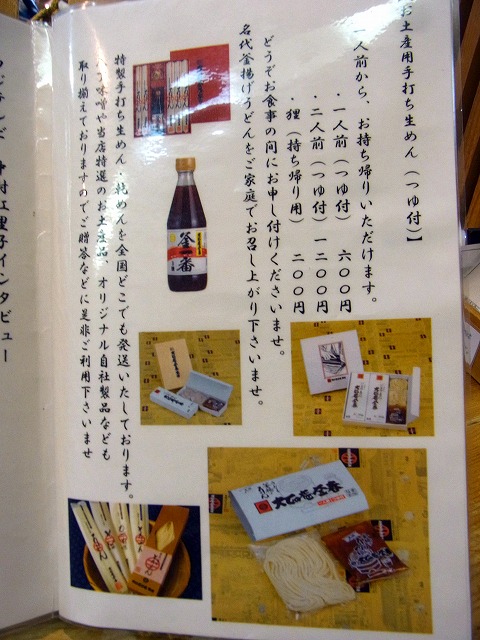 お土産用手打ち生めん（つゆ付）】
一人前から、お持ち帰りいただけます。
・一人前（つゆ付）　六〇〇円
・二人前（つゆ付）　一二〇〇円
・狸（持ち帰り用）　二〇〇円
どうぞお食事の間にお申し付けくださいませ。
名代釜揚げうどんをご家庭でお召し上がり下さいませ。
特製手打ち生めん・乾めんを全国どこでも発送いたしております。
味噌や当店特選のお土産品、オリジナル自社製品なども
取り揃えておりますのでご贈答などに是非ご利用下さいませ
釜一番
インタビュー